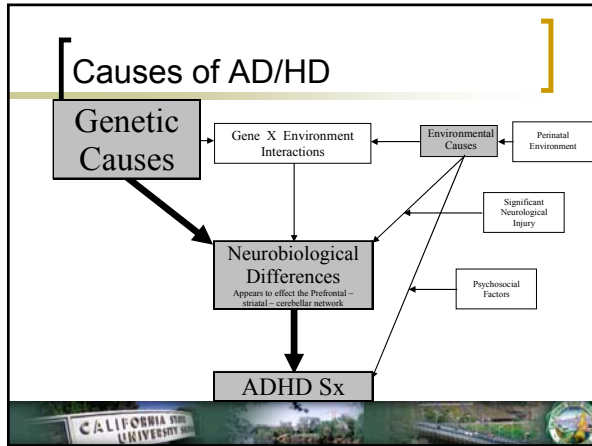 Causes of AD/HD
Genetic
Causes
Gene X Environment
Interactions
Environmental
Causes
Perinatal
Environment
Significant
Neurological
Injury
Neurobiological
Differences
Appears to effect the Prefrontal –
striatal – cerebellar network
Psychosocial
Factors
ADHD Sx
CALIFORNIA STATE
UNIVERSITY